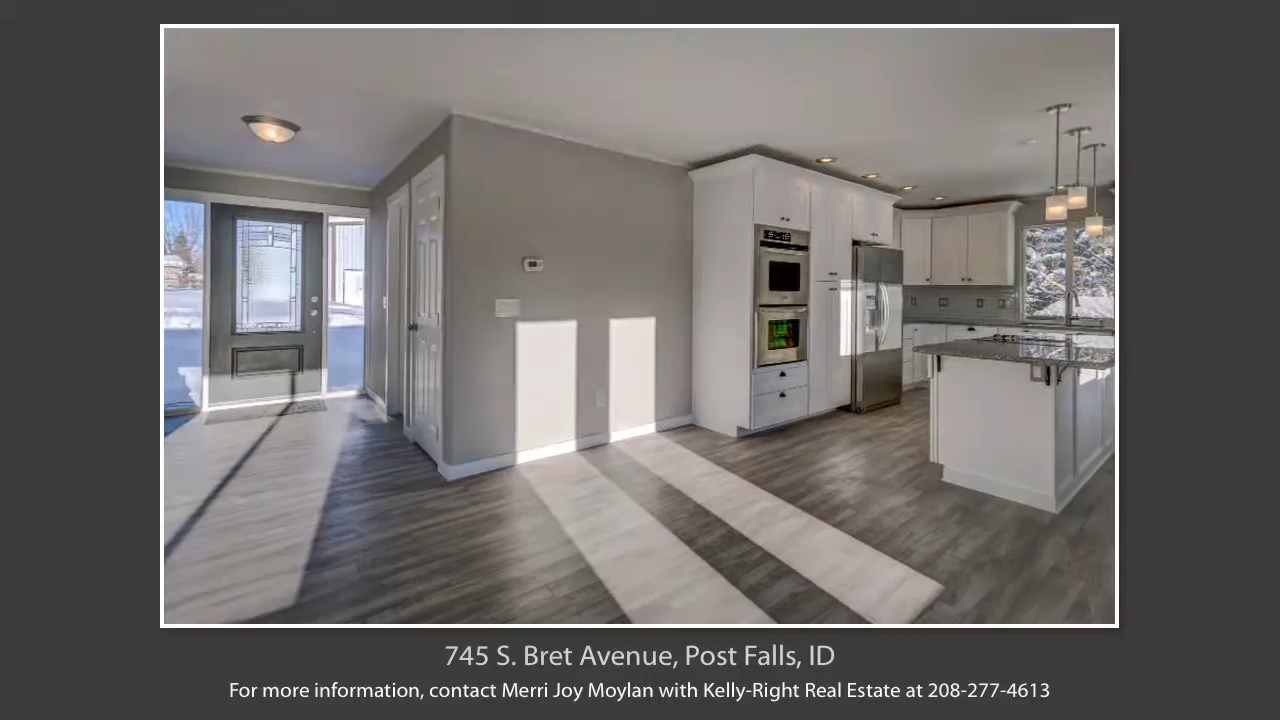 745 S. Bret Avenue, Post Falls, ID
For more information, contact Merri Joy Moylan with Kelly-Right Real Estate at 208-277-4613